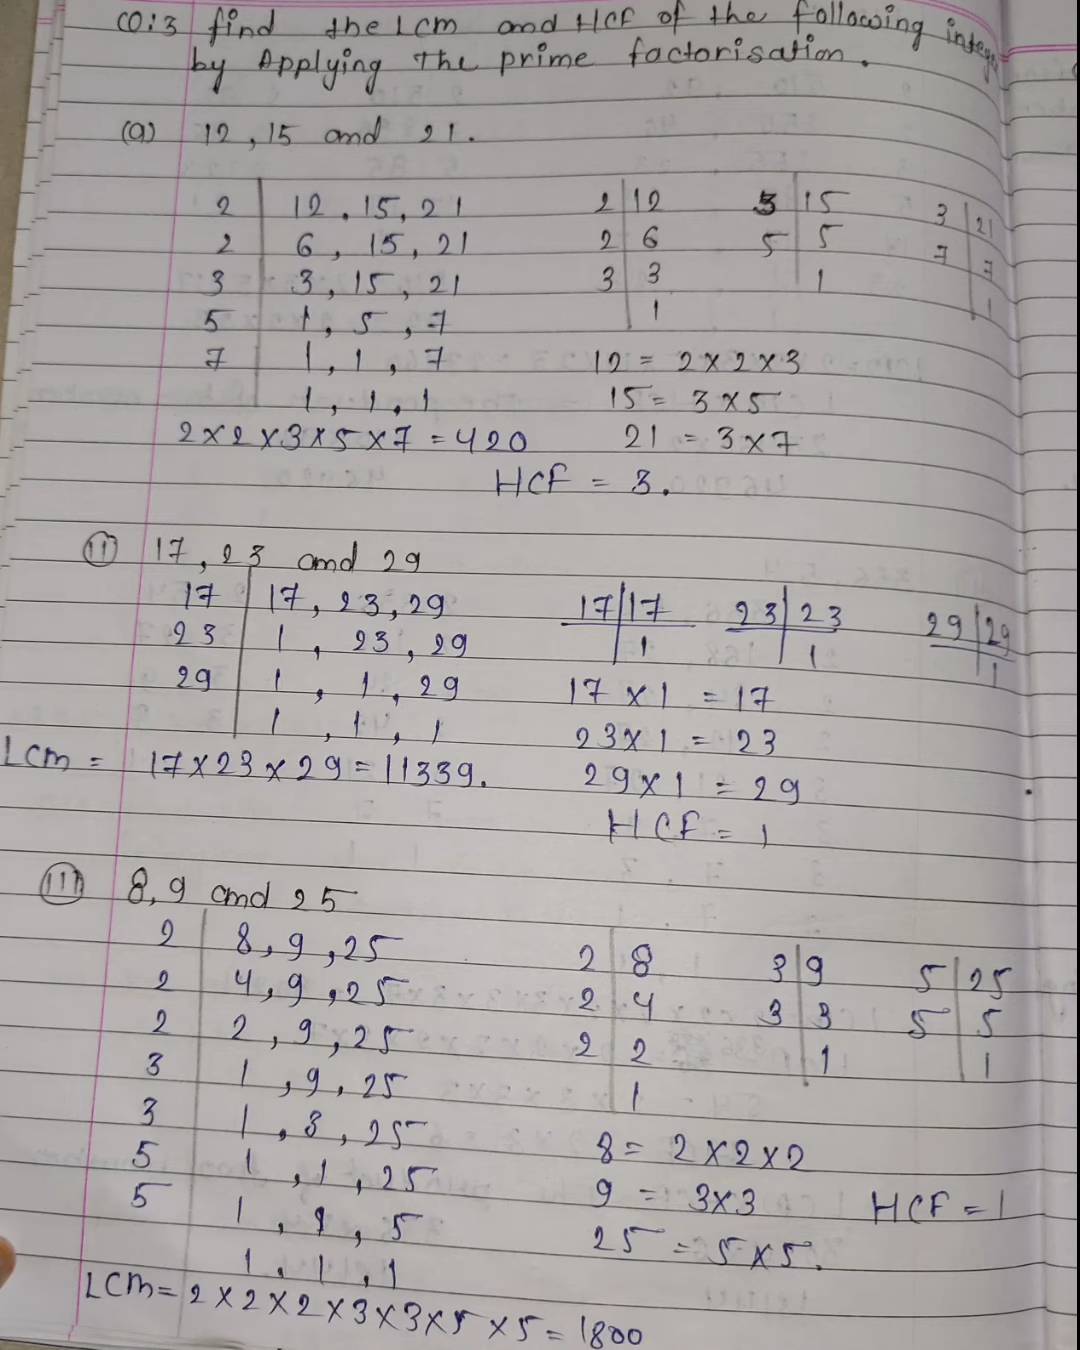 Q:3 find the LCM and HCF of the following integ
by Applying the prime factorisation.
(a) 12, 15 and 21.
2 | 12, 15, 21 2 | 12 3 | 15 3 | 21
2 | 6, 15, 21 2 | 6 5 | 5 7 | 7
3 | 3, 15, 21 3 | 3 1 1
5 | 1, 5, 7 1
7 | 1, 1, 7 12 = 2×2×3
1, 1, 1 15 = 3×5
2×2×3×5×7=420 21 = 3×7
HCF = 3.
(ii) 17, 23 and 29
17 | 17, 23, 29 17 | 17 23 | 23 29 | 29
23 | 1, 23, 29 1 1 1
29 | 1, 1, 29 17×1 = 17
1, 1, 1 23×1 = 23
LCM = 17×23×29=11339. 29×1 = 29
HCF = 1
(iii) 8, 9 and 25
2 | 8, 9, 25 2 | 8 3 | 9 5 | 25
2 | 4, 9, 25 2 | 4 3 | 3 5 | 5
2 | 2, 9, 25 2 | 2 1 1
3 | 1, 9, 25 1
3 | 1, 3, 25 8 = 2×2×2
5 | 1, 1, 25 9 = 3×3 HCF = 1
5 | 1, 1, 5 25 = 5×5.
1, 1, 1
LCM = 2×2×2×3×3×5×5=1800